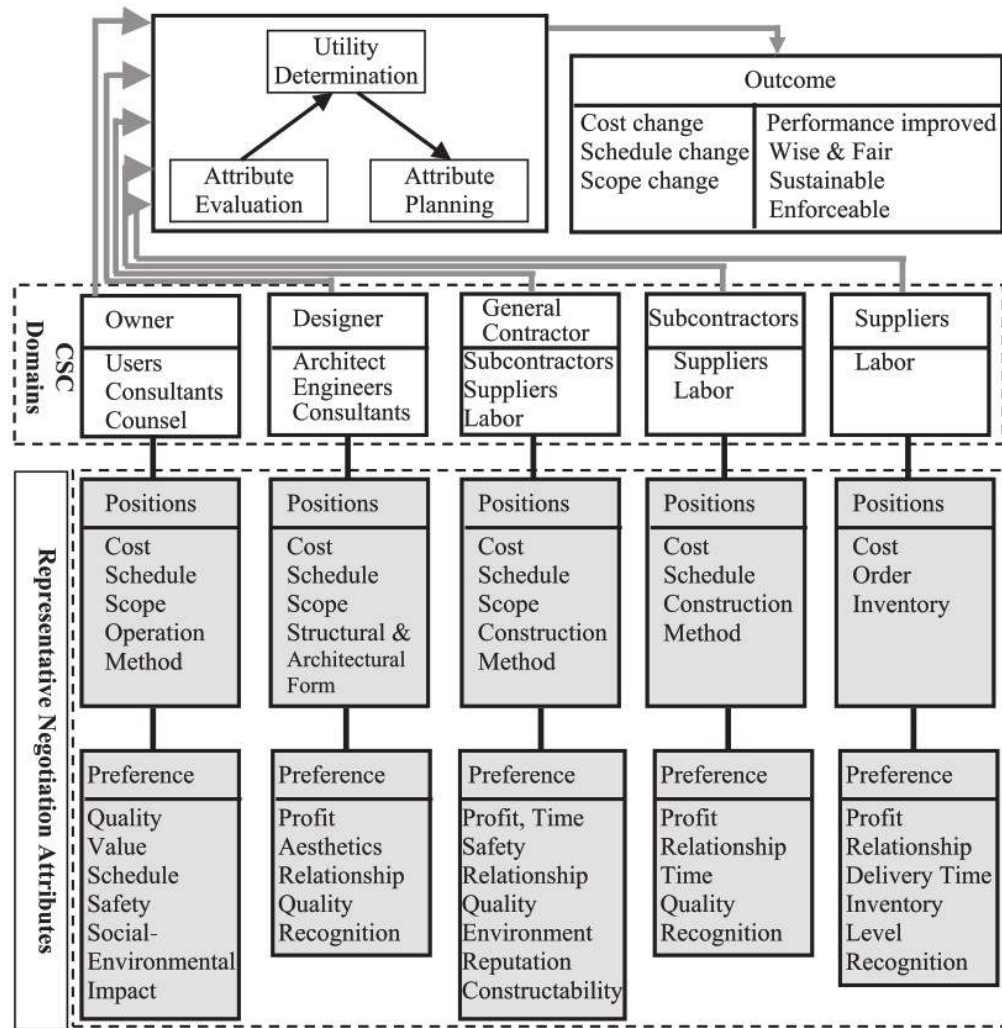 Utility
Determination
Attribute
Evaluation
Attribute
Planning
Outcome
Cost change
Schedule change
Scope change
Performance improved
Wise & Fair
Sustainable
Enforceable
CSC
Domains
Owner
Users
Consultants
Counsel
Designer
Architect
Engineers
Consultants
General
Contractor
Subcontractors
Suppliers
Labor
Subcontractors
Suppliers
Labor
Suppliers
Labor
Representative Negotiation Attributes
Positions
Cost
Schedule
Scope
Operation
Method
Positions
Cost
Schedule
Scope
Structural &
Architectural
Form
Positions
Cost
Schedule
Scope
Construction
Method
Positions
Cost
Schedule
Construction
Method
Positions
Cost
Order
Inventory
Preference
Quality
Value
Schedule
Safety
Social-
Environmental
Impact
Preference
Profit
Aesthetics
Relationship
Quality
Recognition
Preference
Profit, Time
Safety
Relationship
Quality
Environment
Reputation
Constructability
Preference
Profit
Relationship
Time
Quality
Recognition
Preference
Profit
Relationship
Delivery Time
Inventory
Level
Recognition